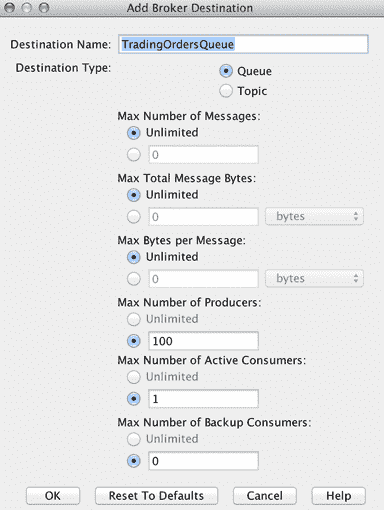 Add Broker Destination
Destination Name: TradingOrdersQueue
Destination Type: Queue
Topic
Max Number of Messages:
Unlimited
0
Max Total Message Bytes:
Unlimited
0 bytes
Max Bytes per Message:
Unlimited
0 bytes
Max Number of Producers:
Unlimited
100
Max Number of Active Consumers:
Unlimited
1
Max Number of Backup Consumers:
Unlimited
0
OK Reset To Defaults Cancel Help